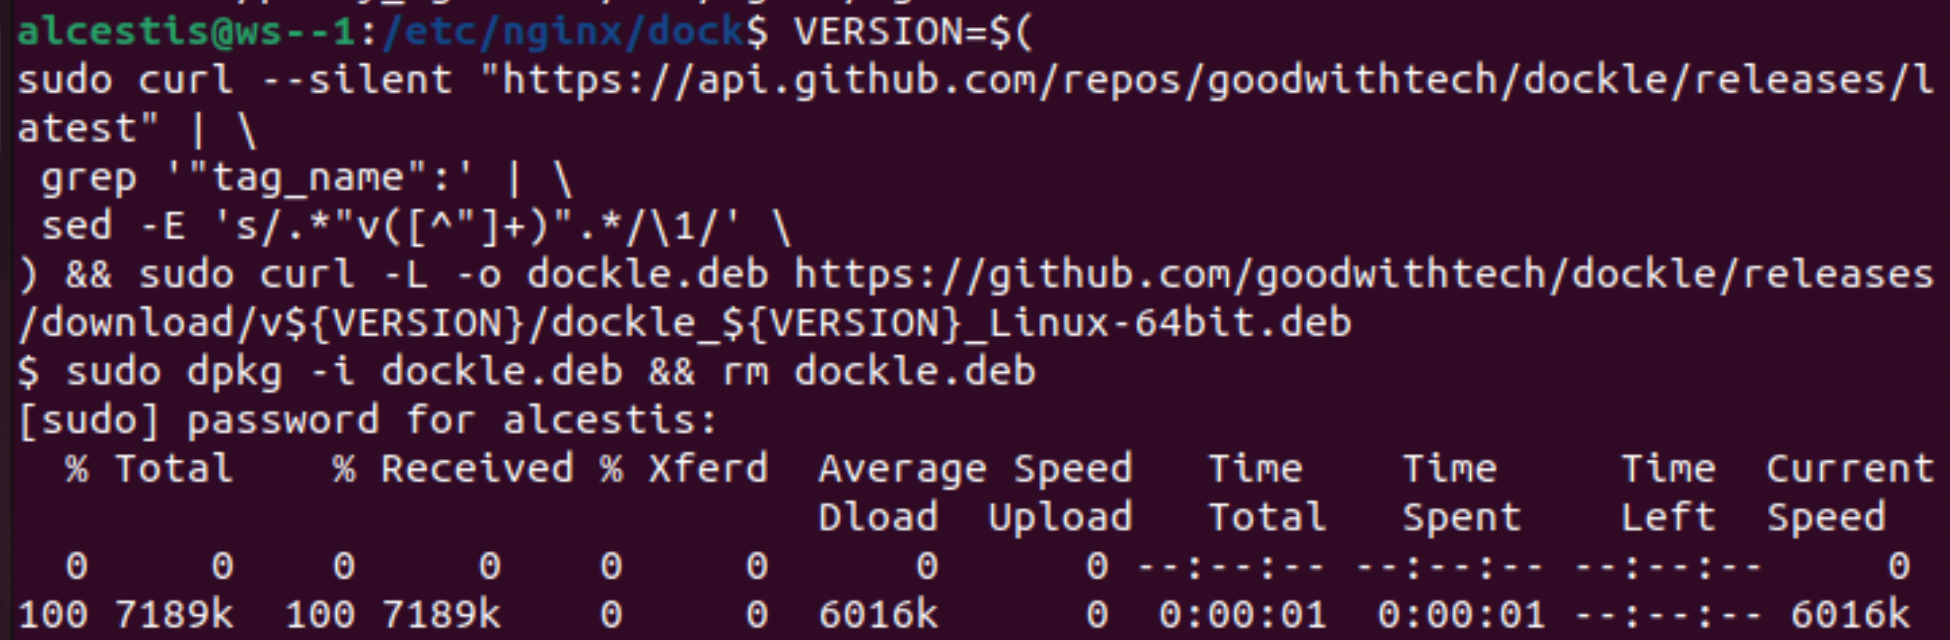 alcestis@ws--1:/etc/nginx/dock$ VERSION=$(
sudo curl --silent "https://api.github.com/repos/goodwithtech/dockle/releases/l
atest" | \
 grep '"tag_name":' | \
 sed -E 's/.*"v([^"]+)".*/\1/' \
) && sudo curl -L -o dockle.deb https://github.com/goodwithtech/dockle/releases
/download/v${VERSION}/dockle_${VERSION}_Linux-64bit.deb
$ sudo dpkg -i dockle.deb && rm dockle.deb
[sudo] password for alcestis:
  % Total    % Received % Xferd  Average Speed   Time    Time     Time  Current
                                 Dload  Upload   Total   Spent    Left  Speed
  0     0    0     0    0     0      0      0 --:--:-- --:--:-- --:--:--     0
100 7189k  100 7189k    0     0  6016k      0  0:00:01  0:00:01 --:--:-- 6016k